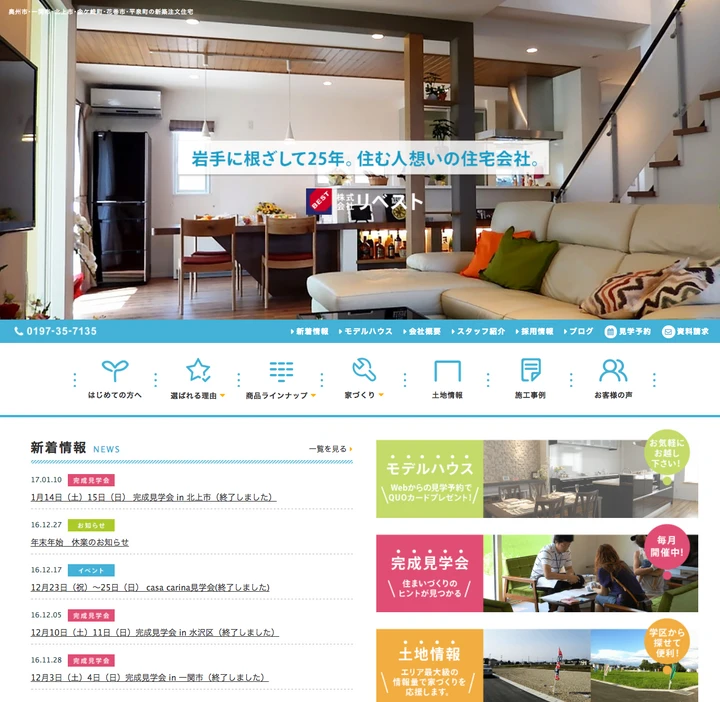 奥州市・一関市・北上市・金ケ崎町・花巻市・平泉町の新築注文住宅
岩手に根ざして25年。住む人想いの住宅会社。
BEST 株式会社 リベスト
0197-35-7135
新着情報 モデルハウス 会社概要 スタッフ紹介 採用情報 ブログ 見学予約 資料請求
はじめての方へ 選ばれる理由 商品ラインナップ 家づくり 土地情報 施工事例 お客様の声
新着情報 NEWS 一覧を見る
17.01.10 完成見学会
1月14日（土）15日（日） 完成見学会 in 北上市（終了しました）
16.12.27 お知らせ
年末年始　休業のお知らせ
16.12.17 イベント
12月23日（祝）～25日（日） casa carina見学会(終了しました)
16.12.05 完成見学会
12月10日（土）11日（日）完成見学会 in 水沢区（終了しました）
16.11.28 完成見学会
12月3日（土）4日（日）完成見学会 in 一関市（終了しました）
お気軽に
お越し
下さい！
モデルハウス
Webからの見学予約で
QUOカードプレゼント！
毎月
開催中！
完成見学会
住まいづくりの
ヒントが見つかる
学区から
探せて
便利！
土地情報
エリア最大級の
情報量で家づくりを
応援します。